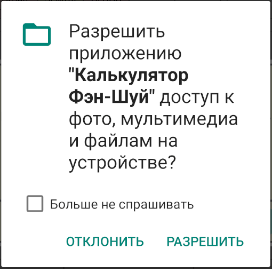 Разрешить
приложению
"Калькулятор
Фэн-Шуй" доступ к
фото, мультимедиа
и файлам на
устройстве?
Больше не спрашивать
ОТКЛОНИТЬ РАЗРЕШИТЬ